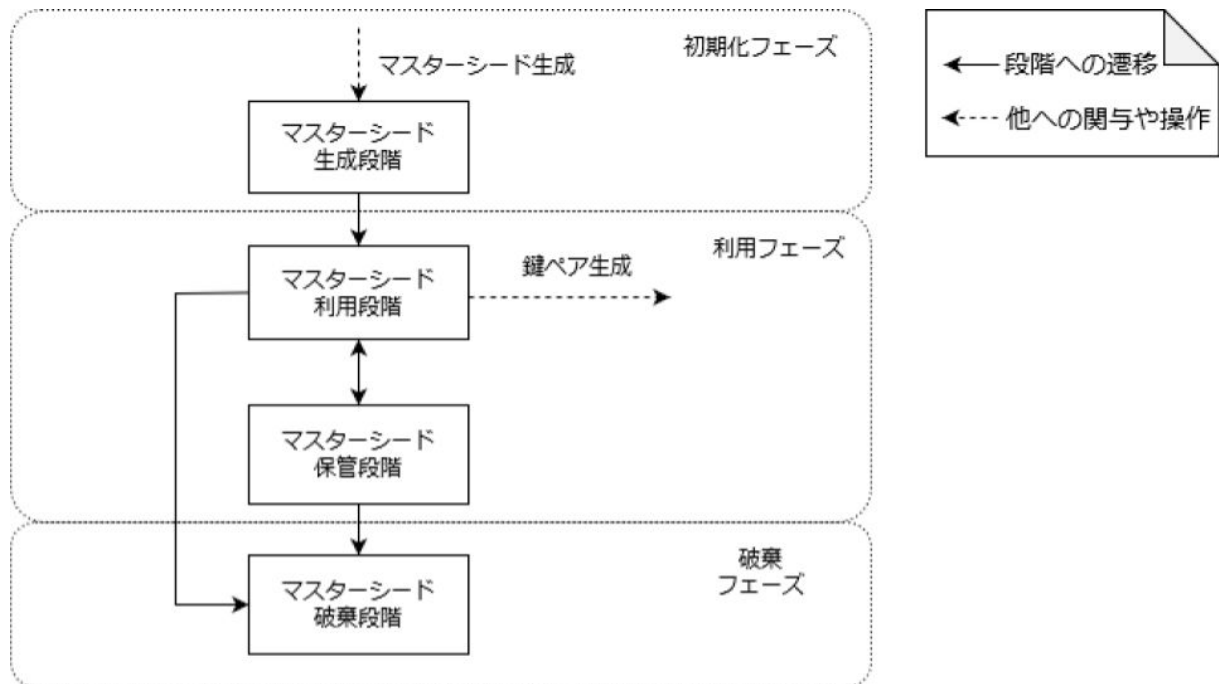 初期化フェーズ
マスターシード生成
マスターシード
生成段階
段階への遷移
他への関与や操作
利用フェーズ
マスターシード
利用段階
鍵ペア生成
マスターシード
保管段階
破棄
フェーズ
マスターシード
破棄段階